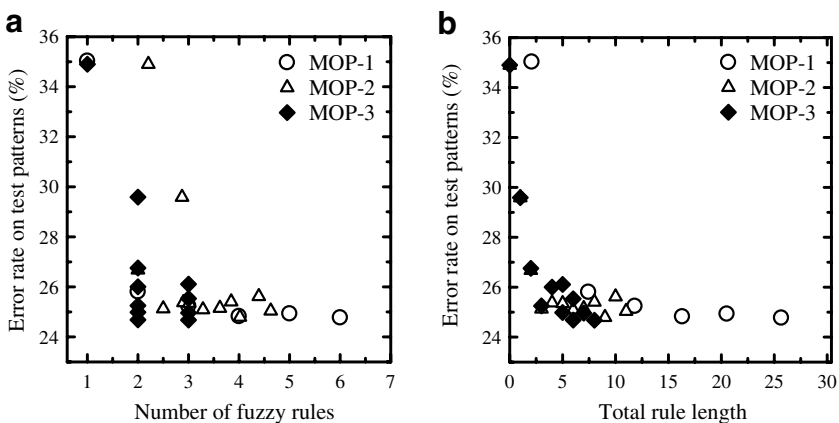 a
Error rate on test patterns (%)
36
34
32
30
28
26
24
MOP-1
MOP-2
MOP-3
1 2 3 4 5 6 7
Number of fuzzy rules
b
Error rate on test patterns (%)
36
34
32
30
28
26
24
MOP-1
MOP-2
MOP-3
0 5 10 15 20 25 30
Total rule length